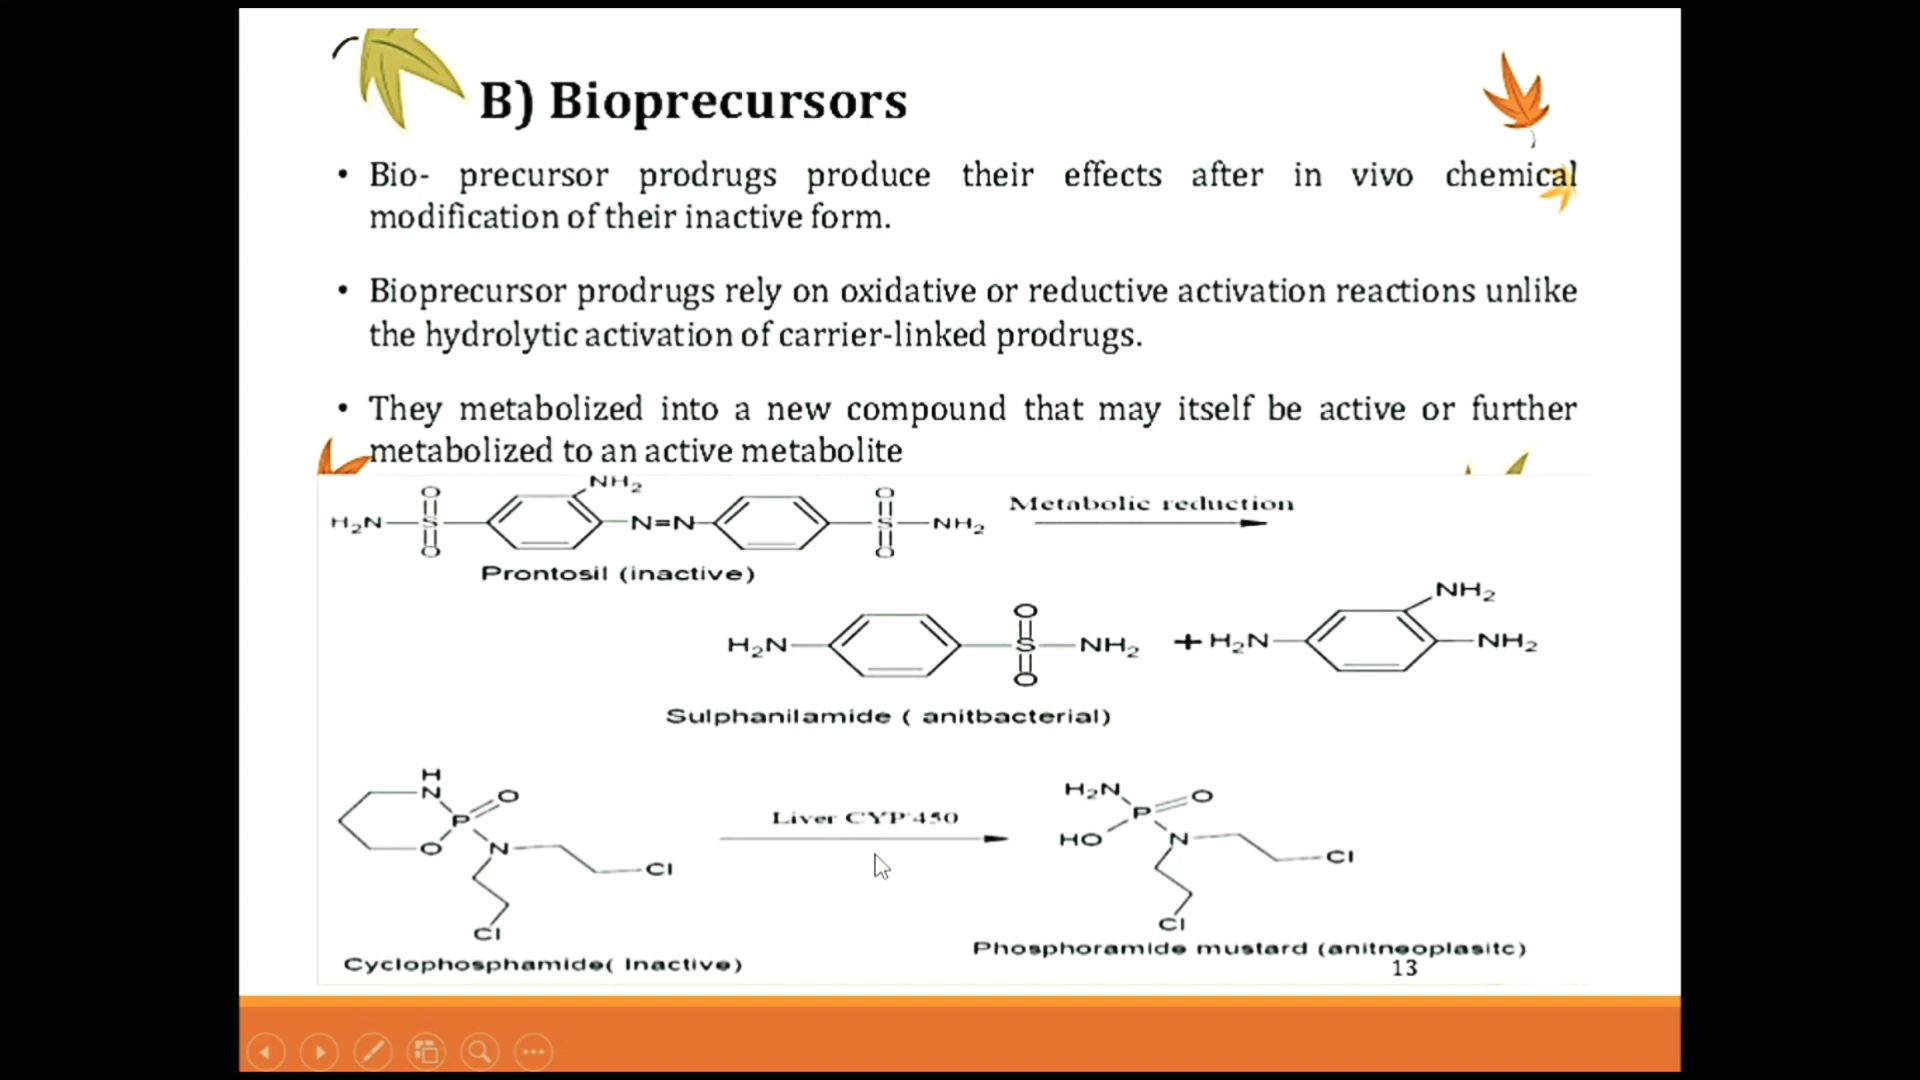 B) Bioprecursors
• Bio- precursor prodrugs produce their effects after in vivo chemical
modification of their inactive form.
• Bioprecursor prodrugs rely on oxidative or reductive activation reactions unlike
the hydrolytic activation of carrier-linked prodrugs.
• They metabolized into a new compound that may itself be active or further
metabolized to an active metabolite
NH₂
O
H₂N S N=N S NH₂
O
O
O
Metabolic reduction
Prontosil (inactive)
O
H₂N S NH₂
O
+ H₂N NH₂
NH₂
Sulphanilamide ( anitbacterial)
H
N
P O
O
N
Cl
Cl
Liver CYP450
H₂N
P O
HO
N
Cl
Cl
Cyclophosphamide( Inactive)
Phosphoramide mustard (anitneoplasitc)
13